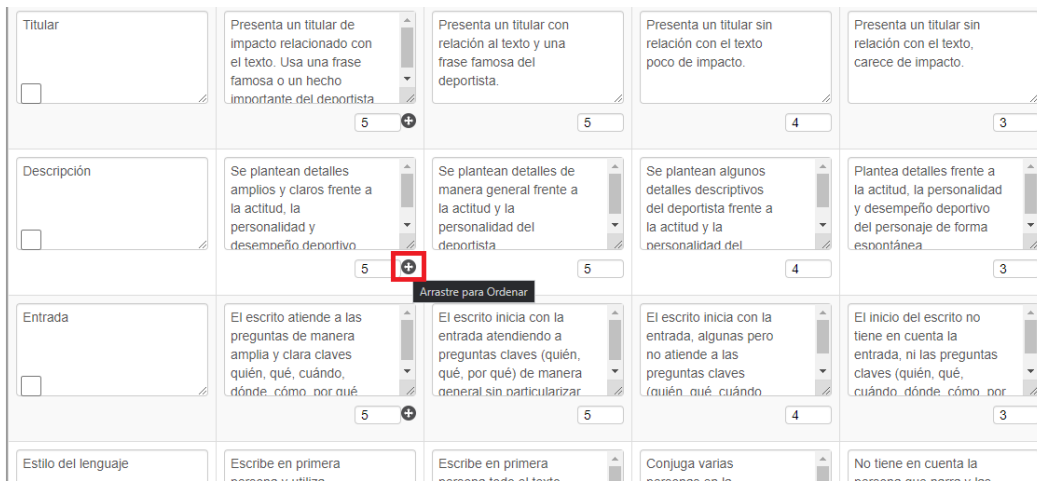 Titular
Presenta un titular de
impacto relacionado con
el texto. Usa una frase
famosa o un hecho
importante del deportista
5
Presenta un titular con
relación al texto y una
frase famosa del
deportista.
5
Presenta un titular sin
relación con el texto
poco de impacto.
4
Presenta un titular sin
relación con el texto,
carece de impacto.
3
Descripción
Se plantean detalles
amplios y claros frente a
la actitud, la
personalidad y
desempeño deportivo
5
Se plantean detalles de
manera general frente a
la actitud y la
personalidad del
deportista
5
Se plantean algunos
detalles descriptivos
del deportista frente a
la actitud y la
personalidad del
4
Plantea detalles frente a
la actitud, la personalidad
y desempeño deportivo
del personaje de forma
espontánea
3
Arrastre para Ordenar
Entrada
El escrito atiende a las
preguntas de manera
amplia y clara claves
quién, qué, cuándo,
dónde, cómo, por qué
5
El escrito inicia con la
entrada atendiendo a
preguntas claves (quién,
qué, por qué) de manera
general sin particularizar
5
El escrito inicia con la
entrada, algunas pero
no atiende a las
preguntas claves
(quién, qué, cuándo
4
El inicio del escrito no
tiene en cuenta la
entrada, ni las preguntas
claves (quién, qué,
cuándo, dónde, cómo, por
3
Estilo del lenguaje
Escribe en primera
persona y utiliza
Escribe en primera
persona todo el texto
Conjuga varias
personas en la
No tiene en cuenta la
persona que narra y las